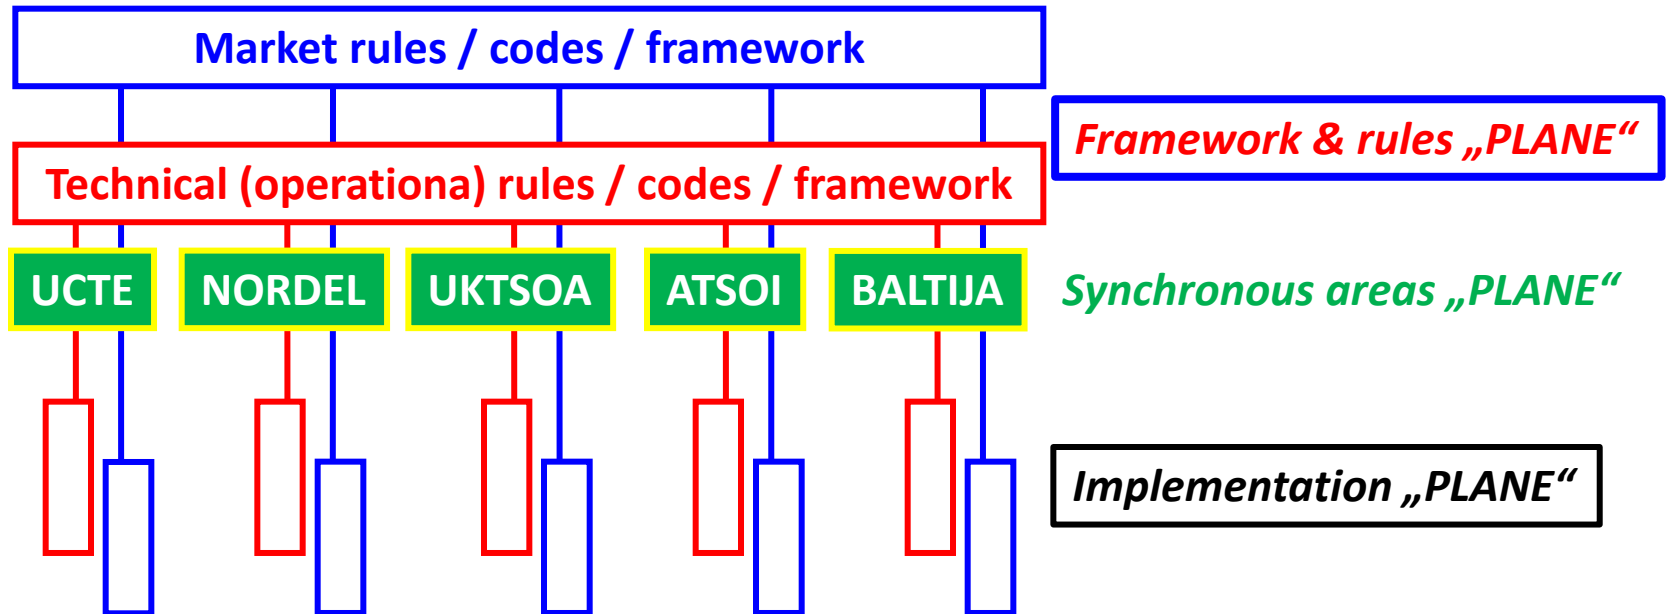 Market rules / codes / framework
Framework & rules „PLANE“
Technical (operationa) rules / codes / framework
UCTE NORDEL UKTSOA ATSOI BALTIJA
Synchronous areas „PLANE“
Implementation „PLANE“